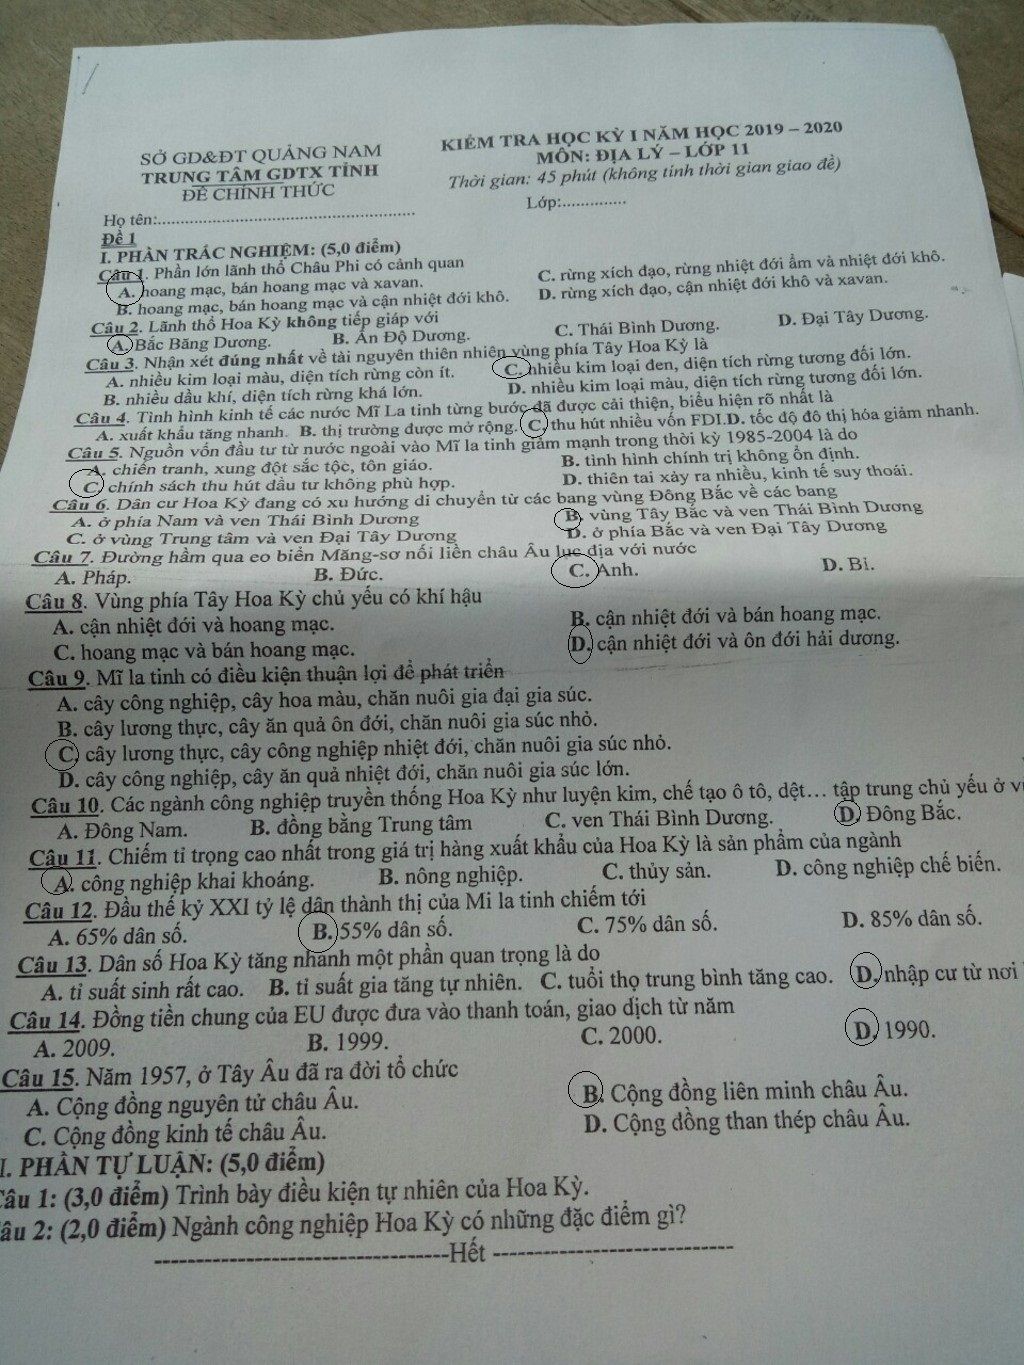 SỞ GD&ĐT QUẢNG NAM
TRUNG TÂM GDTX TỈNH
ĐỀ CHÍNH THỨC
KIỂM TRA HỌC KỲ I NĂM HỌC 2019 – 2020
MÔN: ĐỊA LÝ – LỚP 11
Thời gian: 45 phút (không tính thời gian giao đề)
Họ tên:.................................................. Lớp:..............
Đề 1
I. PHẦN TRẮC NGHIỆM: (5,0 điểm)
Câu 1. Phần lớn lãnh thổ Châu Phi có cảnh quan
A. hoang mạc, bán hoang mạc và xavan. C. rừng xích đạo, rừng nhiệt đới ẩm và nhiệt đới khô.
B. hoang mạc, bán hoang mạc và cận nhiệt đới khô. D. rừng xích đạo, cận nhiệt đới khô và xavan.
Câu 2. Lãnh thổ Hoa Kỳ không tiếp giáp với
A. Bắc Băng Dương. B. Ấn Độ Dương. C. Thái Bình Dương. D. Đại Tây Dương.
Câu 3. Nhận xét đúng nhất về tài nguyên thiên nhiên vùng phía Tây Hoa Kỳ là
A. nhiều kim loại màu, diện tích rừng còn ít. C. nhiều kim loại đen, diện tích rừng tương đối lớn.
B. nhiều dầu khí, diện tích rừng khá lớn. D. nhiều kim loại màu, diện tích rừng tương đối lớn.
Câu 4. Tình hình kinh tế các nước Mĩ La tinh từng bước đã được cải thiện, biểu hiện rõ nhất là
A. xuất khẩu tăng nhanh. B. thị trường được mở rộng. C. thu hút nhiều vốn FDI.D. tốc độ đô thị hóa giảm nhanh.
Câu 5. Nguồn vốn đầu tư từ nước ngoài vào Mĩ la tinh giảm mạnh trong thời kỳ 1985-2004 là do
A. chiến tranh, xung đột sắc tộc, tôn giáo. B. tình hình chính trị không ổn định.
C. chính sách thu hút đầu tư không phù hợp. D. thiên tai xảy ra nhiều, kinh tế suy thoái.
Câu 6. Dân cư Hoa Kỳ đang có xu hướng di chuyển từ các bang vùng Đông Bắc về các bang
A. ở phía Nam và ven Thái Bình Dương B. vùng Tây Bắc và ven Thái Bình Dương
C. ở vùng Trung tâm và ven Đại Tây Dương D. ở phía Bắc và ven Đại Tây Dương
Câu 7. Đường hầm qua eo biển Măng-sơ nối liền châu Âu lục địa với nước
A. Pháp. B. Đức. C. Anh. D. Bỉ.
Câu 8. Vùng phía Tây Hoa Kỳ chủ yếu có khí hậu
A. cận nhiệt đới và hoang mạc. B. cận nhiệt đới và bán hoang mạc.
C. hoang mạc và bán hoang mạc. D. cận nhiệt đới và ôn đới hải dương.
Câu 9. Mĩ la tinh có điều kiện thuận lợi để phát triển
A. cây công nghiệp, cây hoa màu, chăn nuôi gia đại gia súc.
B. cây lương thực, cây ăn quả ôn đới, chăn nuôi gia súc nhỏ.
C. cây lương thực, cây công nghiệp nhiệt đới, chăn nuôi gia súc nhỏ.
D. cây công nghiệp, cây ăn quả nhiệt đới, chăn nuôi gia súc lớn.
Câu 10. Các ngành công nghiệp truyền thống Hoa Kỳ như luyện kim, chế tạo ô tô, dệt… tập trung chủ yếu ở
A. Đông Nam. B. đồng bằng Trung tâm C. ven Thái Bình Dương. D. Đông Bắc.
Câu 11. Chiếm tỉ trọng cao nhất trong giá trị hàng xuất khẩu của Hoa Kỳ là sản phẩm của ngành
A. công nghiệp khai khoáng. B. nông nghiệp. C. thủy sản. D. công nghiệp chế biến.
Câu 12. Đầu thế kỷ XXI tỷ lệ dân thành thị của Mi la tinh chiếm tới
A. 65% dân số. B. 55% dân số. C. 75% dân số. D. 85% dân số.
Câu 13. Dân số Hoa Kỳ tăng nhanh một phần quan trọng là do
A. tỉ suất sinh rất cao. B. tỉ suất gia tăng tự nhiên. C. tuổi thọ trung bình tăng cao. D. nhập cư từ nơi
Câu 14. Đồng tiền chung của EU được đưa vào thanh toán, giao dịch từ năm
A. 2009. B. 1999. C. 2000. D. 1990.
Câu 15. Năm 1957, ở Tây Âu đã ra đời tổ chức
A. Cộng đồng nguyên tử châu Âu. B. Cộng đồng liên minh châu Âu.
C. Cộng đồng kinh tế châu Âu. D. Cộng đồng than thép châu Âu.
I. PHẦN TỰ LUẬN: (5,0 điểm)
Câu 1: (3,0 điểm) Trình bày điều kiện tự nhiên của Hoa Kỳ.
âu 2: (2,0 điểm) Ngành công nghiệp Hoa Kỳ có những đặc điểm gì?
------------------------------Hết ------------------------------